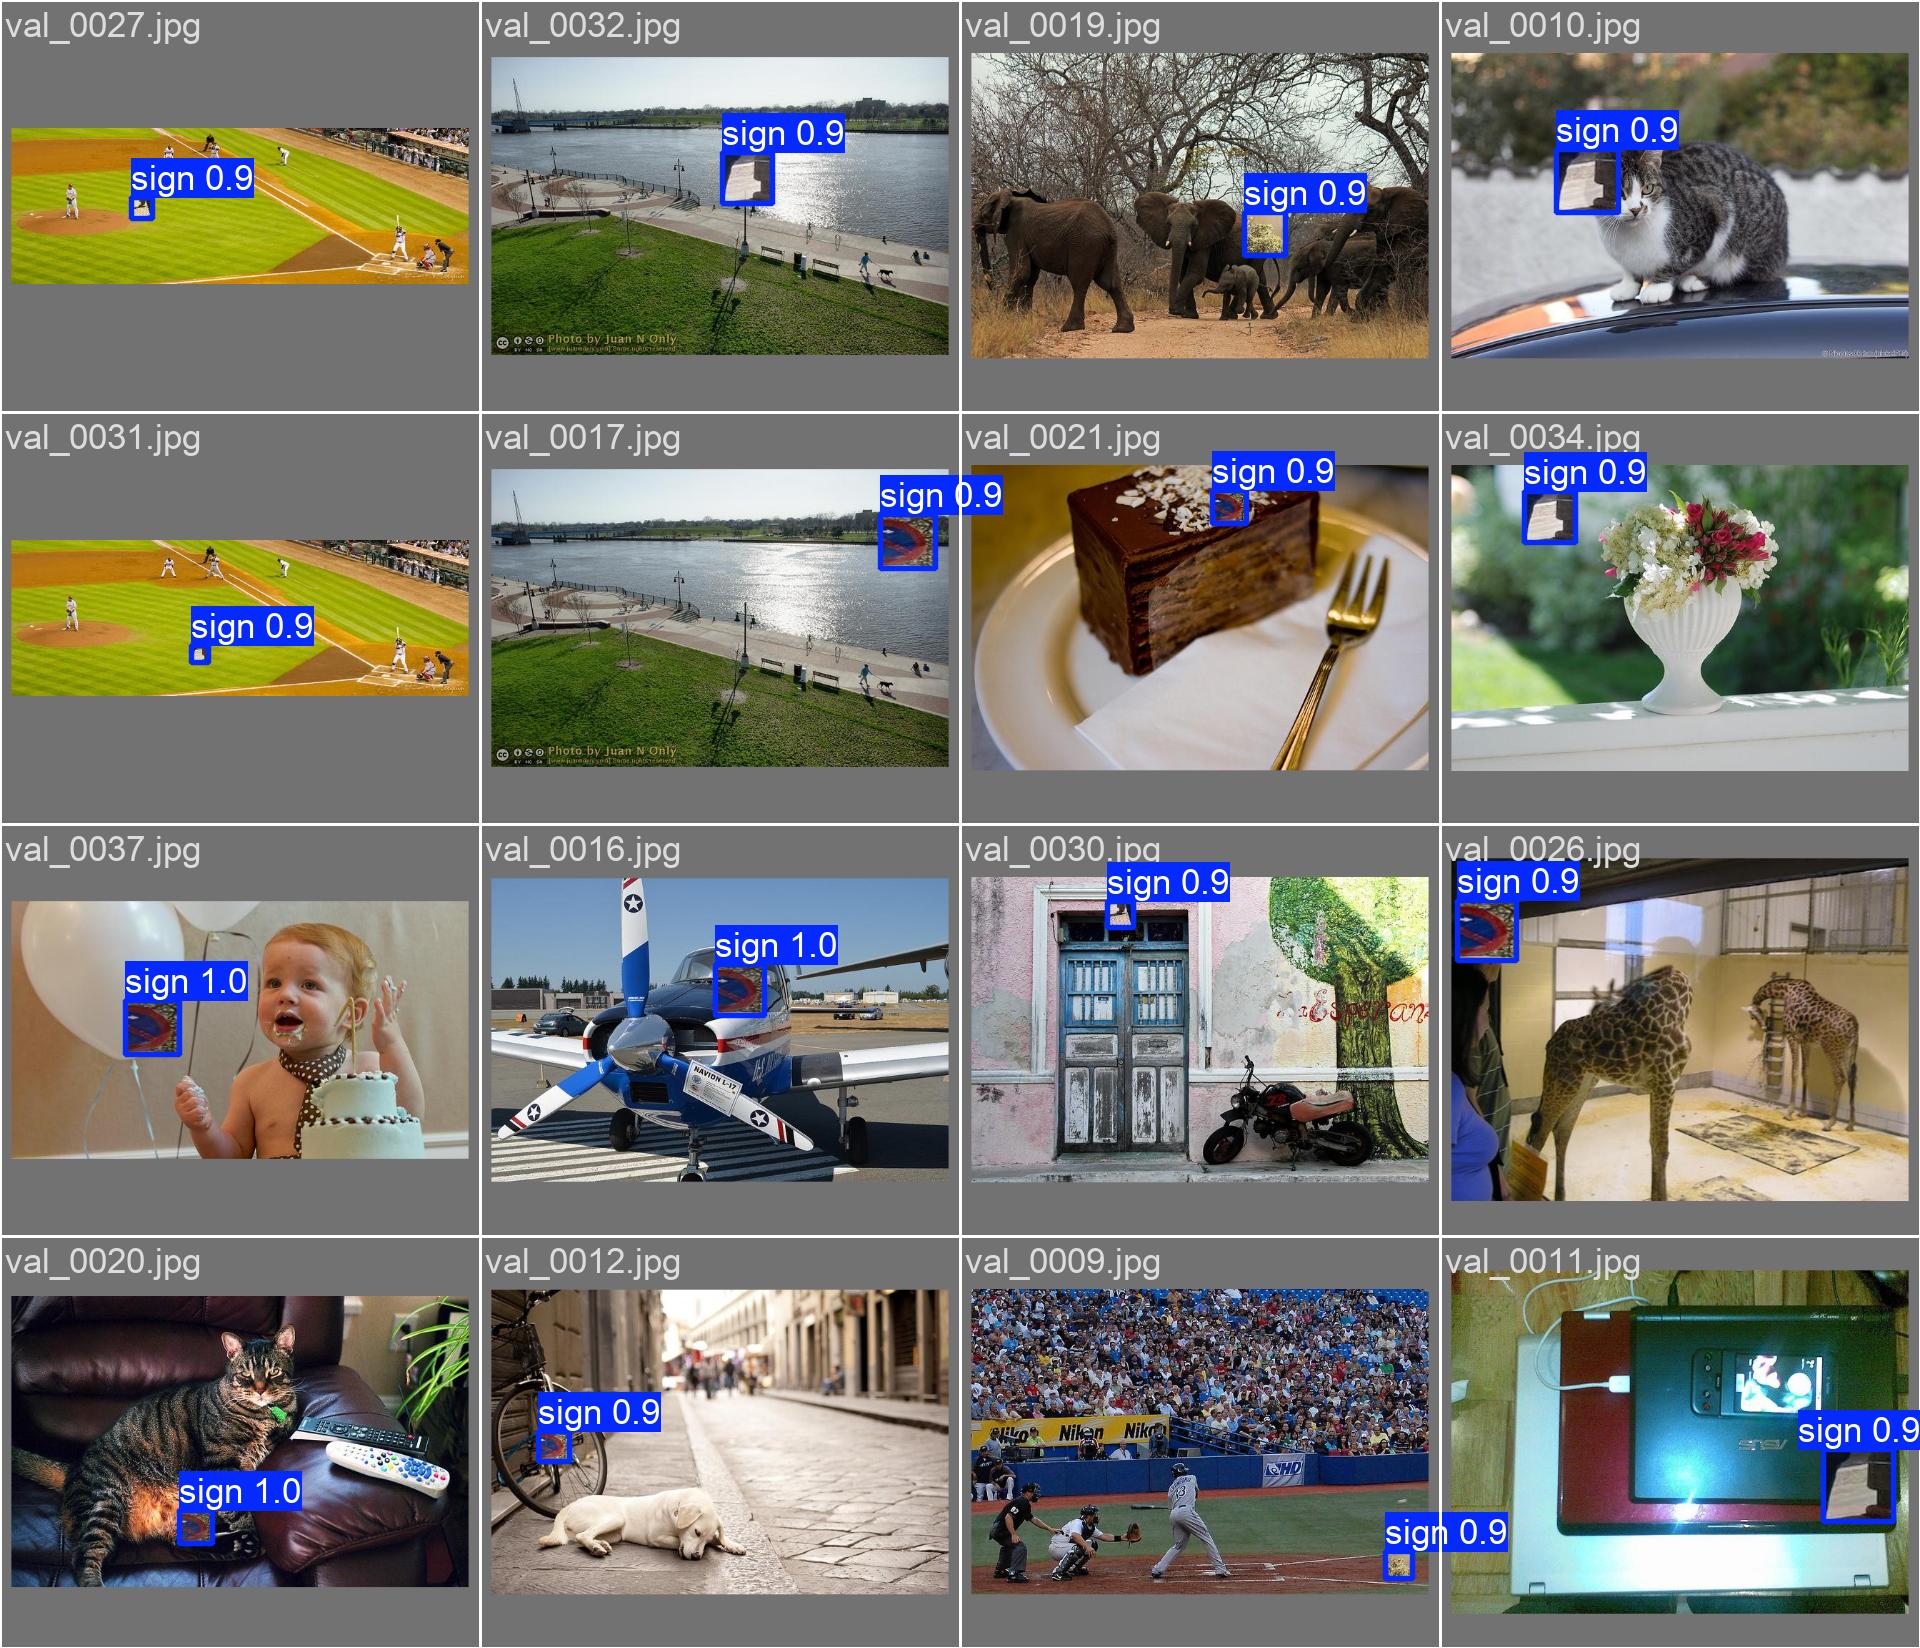 val_0027.jpg
sign 0.9
val_0032.jpg
sign 0.9
Photo by Juan N Only
val_0019.jpg
sign 0.9
val_0010.jpg
sign 0.9
val_0031.jpg
sign 0.9
val_0017.jpg
sign 0.9
Photo by Juan N Only
val_0021.jpg
sign 0.9
val_0034.jpg
sign 0.9
val_0037.jpg
sign 1.0
val_0016.jpg
sign 1.0
NAVION L-17
val_0030.jpg
sign 0.9
Esperan
val_0026.jpg
sign 0.9
val_0020.jpg
sign 1.0
val_0012.jpg
sign 0.9
val_0009.jpg
sign 0.9
Nikon
Niko
HD
val_0011.jpg
sign 0.9
ASUS